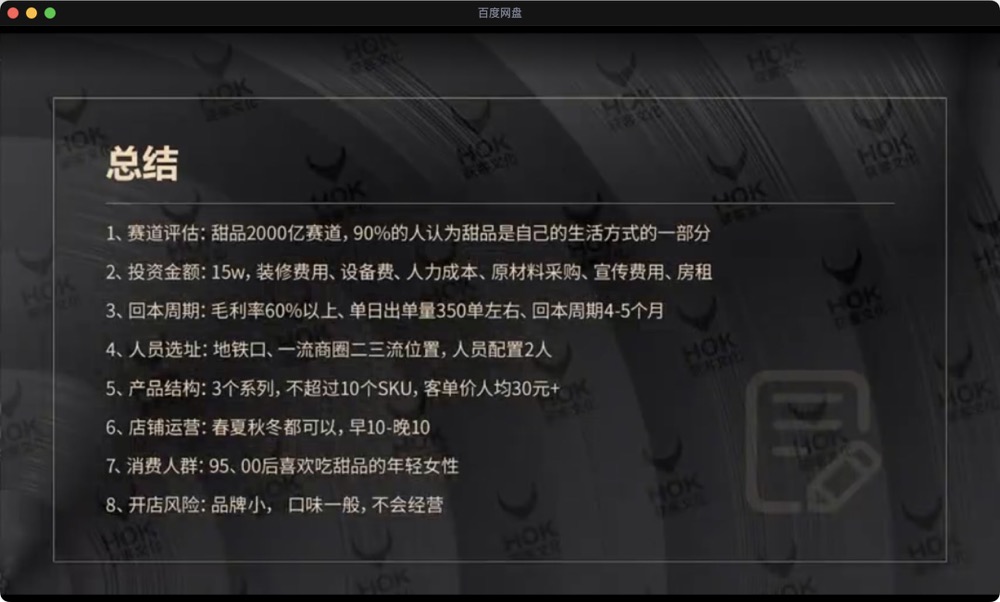 百度网盘
总结
1、赛道评估：甜品2000亿赛道，90%的人认为甜品是自己的生活方式的一部分
2、投资金额：15w，装修费用、设备费、人力成本、原材料采购、宣传费用、房租
3、回本周期：毛利率60%以上、单日出单量350单左右、回本周期4-5个月
4、人员选址：地铁口、一流商圈二三流位置，人员配置2人
5、产品结构：3个系列，不超过10个SKU，客单价人均30元+
6、店铺运营：春夏秋冬都可以，早10-晚10
7、消费人群：95、00后喜欢吃甜品的年轻女性
8、开店风险：品牌小， 口味一般，不会经营
HOK